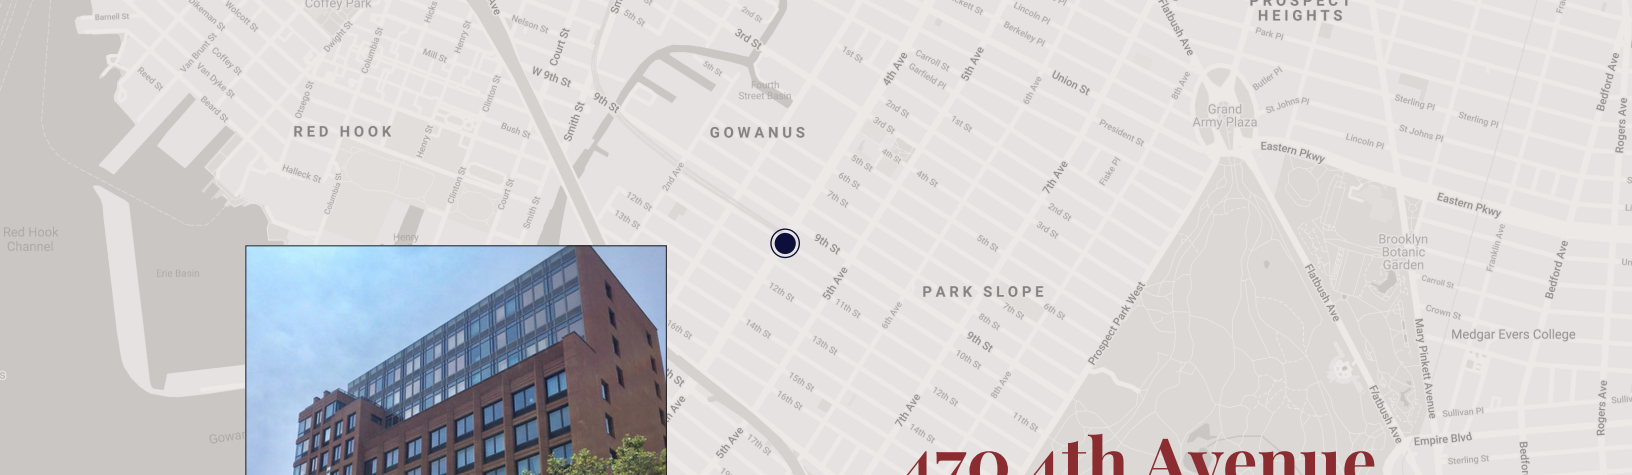 Coffey Park
Barnell St
Dikeman St
Wolcott St
Van Brunt St
Coffey St
Van Dyke St
Reed St
Beard St
Dwight St
Columbia St
Otsego St
Hicks
Henry St
Mill St
Nelson St
Court St
W 9th St
9th St
Smith St
Clinton St
Bush St
Henry St
RED HOOK
Halleck St
Columbia St
Clinton St
Court St
Smith St
Henry
Red Hook
Channel
Erie Basin
5th St
2nd St
3rd St
5th St
Fourth
Street Basin
GOWANUS
1st St
4th Ave
Carroll St
Garfield Pl
5th Ave
Lincoln Pl
Berkeley Pl
6th Ave
Union St
2nd St
3rd St
1st St
4th St
5th St
6th St
7th St
4th St
President St
Fiske Pl
7th Ave
8th Ave
2nd St
3rd St
5th St
2nd Ave
12th St
13th St
9th St
5th Ave
12th St
11th St
6th Ave
14th St
13th St
16th St
15th St
16th St
PARK SLOPE
7th St
6th St
8th St
9th St
10th St
8th Ave
12th St
11th St
7th Ave
14th St
5th Ave
17th St
Prospect Park West
PROSPECT
HEIGHTS
Flatbush Ave
Park Pl
Butler Pl
St Johns Pl
Grand
Army Plaza
Eastern Pkwy
Sterling Pl
Sterling Pl
St Johns Pl
Lincoln Pl
Bedford Ave
Rogers Ave
Eastern Pkwy
Brooklyn
Botanic
Garden
Franklin Ave
Bedford Ave
Carroll St
Crown St
Flatbush Ave
Mary Pinkett Avenue
Medgar Evers College
Flatbush Ave
Sullivan Pl
Empire Blvd
Sterling St
Rogers Ave
470 4th Avenue